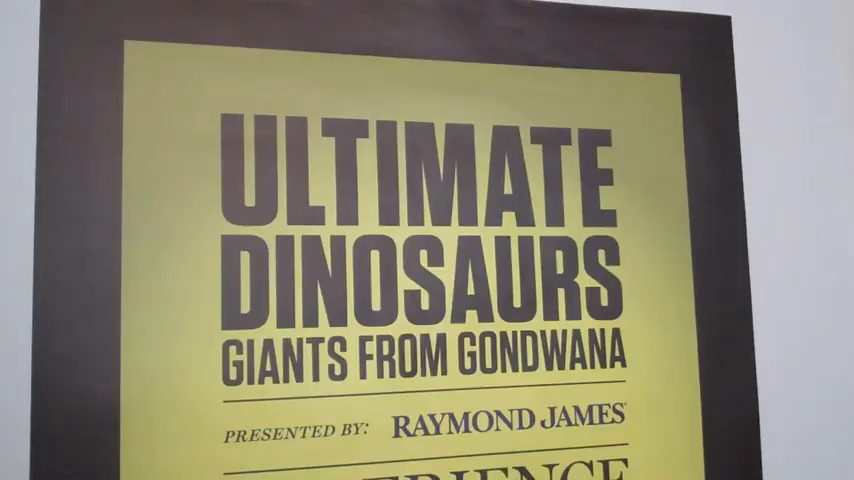 ULTIMATE
DINOSAURS
GIANTS FROM GONDWANA
PRESENTED BY: RAYMOND JAMES®